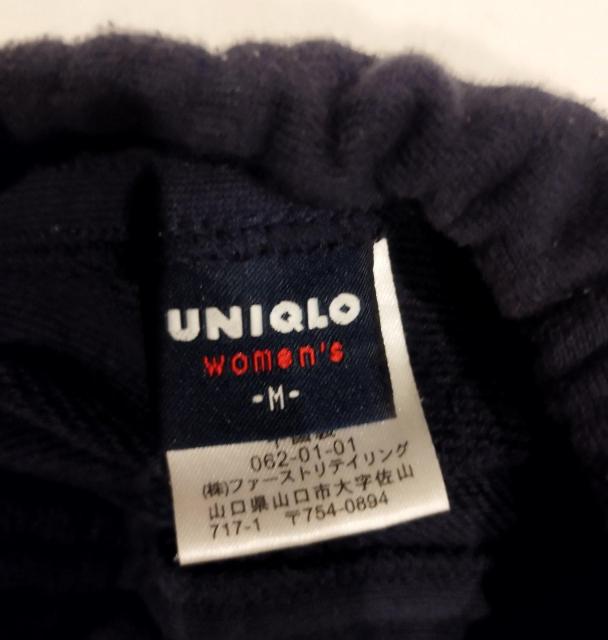 UNIQLO
women's
-M-
062-01-01
(株)ファーストリテイリング
山口県山口市大字佐山
717-1 〒754-0894